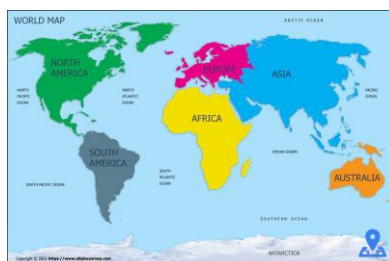 WORLD MAP
ARCTIC OCEAN
NORTH
AMERICA
EUROPE
ASIA
NORTH
PACIFIC
OCEAN
NORTH
ATLANTIC
OCEAN
PACIFIC
OCEAN
AFRICA
SOUTH
AMERICA
INDIAN OCEAN
SOUTH
ATLANTIC
OCEAN
AUSTRALIA
SOUTH PACIFIC OCEAN
SOUTHERN OCEAN
ANTARCTICA